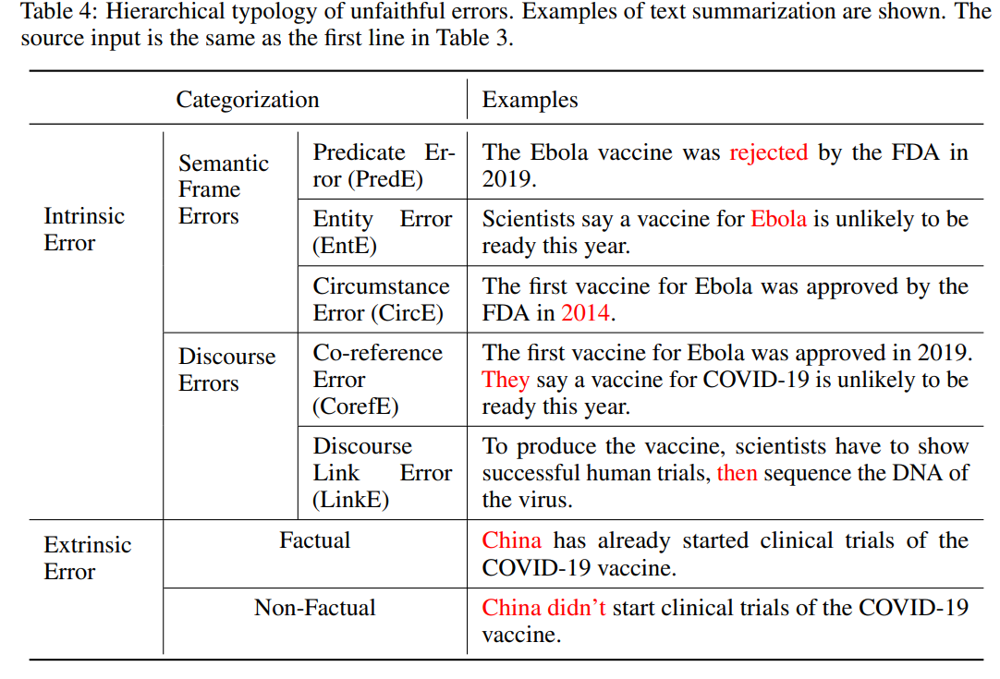 Table 4: Hierarchical typology of unfaithful errors. Examples of text summarization are shown. The
source input is the same as the first line in Table 3.
Categorization
Examples
Intrinsic
Error
Semantic
Frame
Errors
Predicate Er-
ror (PredE)
The Ebola vaccine was rejected by the FDA in
2019.
Entity Error
(EntE)
Scientists say a vaccine for Ebola is unlikely to be
ready this year.
Circumstance
Error (CircE)
The first vaccine for Ebola was approved by the
FDA in 2014.
Discourse
Errors
Co-reference
Error
(CorefE)
The first vaccine for Ebola was approved in 2019.
They say a vaccine for COVID-19 is unlikely to be
ready this year.
Discourse
Link Error
(LinkE)
To produce the vaccine, scientists have to show
successful human trials, then sequence the DNA of
the virus.
Extrinsic
Error
Factual
China has already started clinical trials of the
COVID-19 vaccine.
Non-Factual
China didn’t start clinical trials of the COVID-19
vaccine.